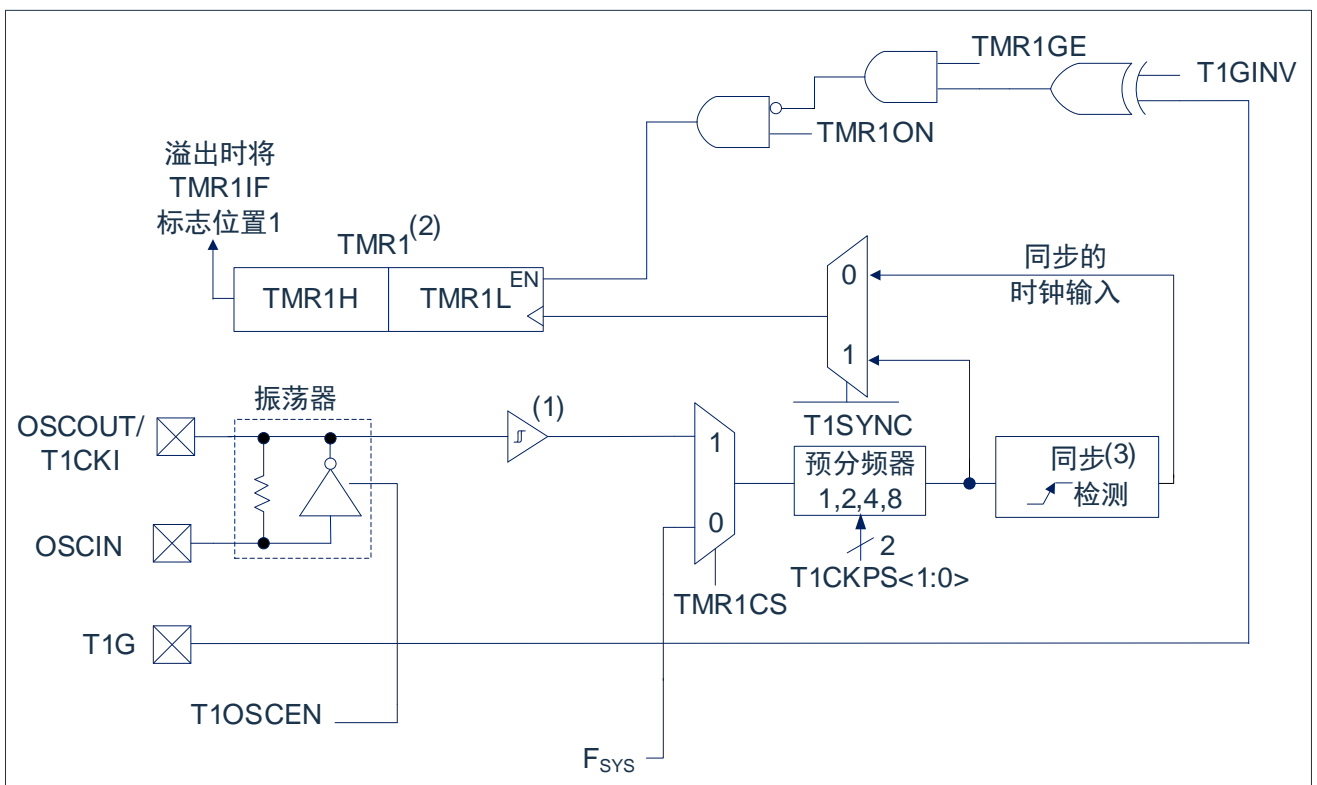 TMR1GE
T1GINV
TMR1ON
溢出时将
TMR1IF
标志位置1
TMR1(2)
EN
TMR1H
TMR1L
0
同步的
时钟输入
1
T1SYNC
振荡器
(1)
OSCOUT/
T1CKI
1
预分频器
1,2,4,8
同步(3)
检测
0
OSCIN
2
T1CKPS<1:0>
TMR1CS
T1G
T1OSCEN
FSYS